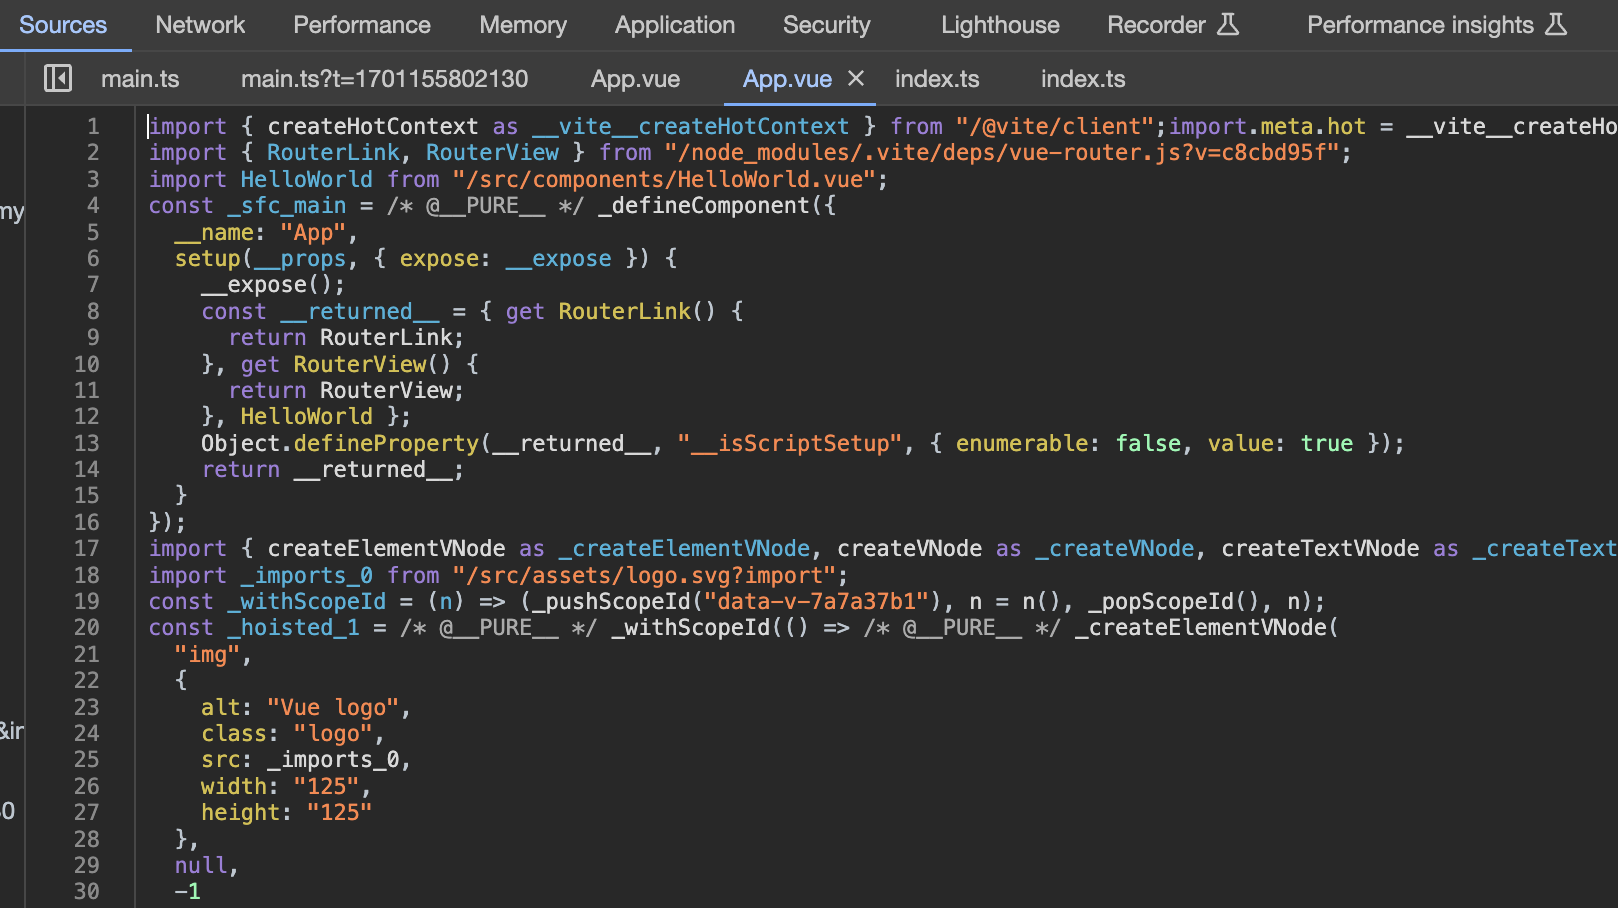 Sources Network Performance Memory Application Security Lighthouse Recorder Performance insights
main.ts main.ts?t=1701155802130 App.vue App.vue × index.ts index.ts
1 import { createHotContext as __vite__createHotContext } from "/@vite/client";import.meta.hot = __vite__createHo
2 import { RouterLink, RouterView } from "/node_modules/.vite/deps/vue-router.js?v=c8cbd95f";
3 import HelloWorld from "/src/components/HelloWorld.vue";
4 const _sfc_main = /* @__PURE__ */ _defineComponent({
my
5   __name: "App",
6   setup(__props, { expose: __expose }) {
7     __expose();
8     const __returned__ = { get RouterLink() {
9       return RouterLink;
10     }, get RouterView() {
11       return RouterView;
12     }, HelloWorld };
13     Object.defineProperty(__returned__, "__isScriptSetup", { enumerable: false, value: true });
14     return __returned__;
15   }
16 });
17 import { createElementVNode as _createElementVNode, createVNode as _createVNode, createTextVNode as _createText
18 import _imports_0 from "/src/assets/logo.svg?import";
19 const _withScopeId = (n) => (_pushScopeId("data-v-7a7a37b1"), n = n(), _popScopeId(), n);
20 const _hoisted_1 = /* @__PURE__ */ _withScopeId(() => /* @__PURE__ */ _createElementVNode(
21   "img",
22   {
23     alt: "Vue logo",
24     class: "logo",
&in
25     src: _imports_0,
26     width: "125",
27     height: "125"
0
28   },
29   null,
30   -1